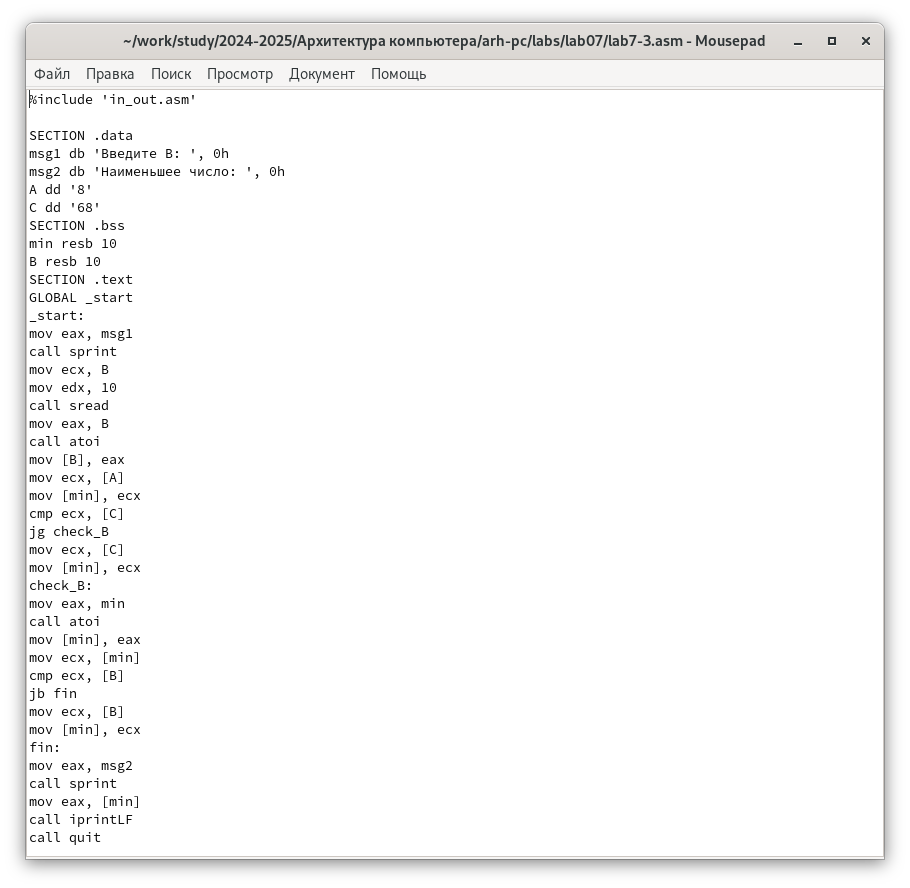 ~/work/study/2024-2025/Архитектура компьютера/arh-pc/labs/lab07/lab7-3.asm - Mousepad
Файл Правка Поиск Просмотр Документ Помощь
%include 'in_out.asm'
SECTION .data
msg1 db 'Введите B: ', 0h
msg2 db 'Наименьшее число: ', 0h
A dd '8'
C dd '68'
SECTION .bss
min resb 10
B resb 10
SECTION .text
GLOBAL _start
_start:
mov eax, msg1
call sprint
mov ecx, B
mov edx, 10
call sread
mov eax, B
call atoi
mov [B], eax
mov ecx, [A]
mov [min], ecx
cmp ecx, [C]
jg check_B
mov ecx, [C]
mov [min], ecx
check_B:
mov eax, min
call atoi
mov [min], eax
mov ecx, [min]
cmp ecx, [B]
jb fin
mov ecx, [B]
mov [min], ecx
fin:
mov eax, msg2
call sprint
mov eax, [min]
call iprintLF
call quit